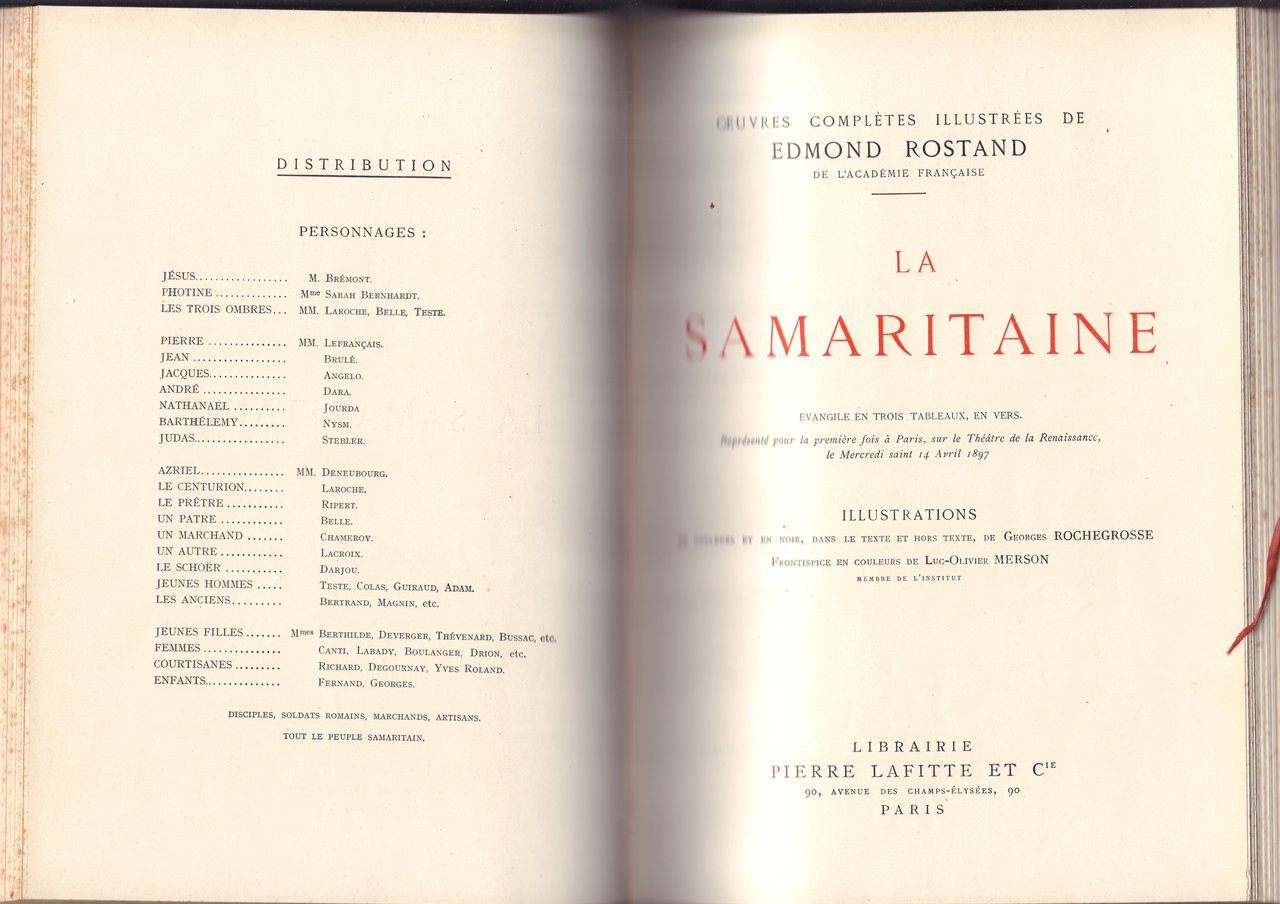 DISTRIBUTION
PERSONNAGES :
JÉSUS................. M. BRÉMONT.
PHOTINE ............. Mme SARAH BERNHARDT.
LES TROIS OMBRES... MM. LAROCHE, BELLE, TESTE.
PIERRE .............. MM. LEFRANÇAIS.
JEAN ................. BRULÉ.
JACQUES.............. ANGELO.
ANDRÉ ............... DARA.
NATHANAEL .......... JOURDA
BARTHÉLEMY......... NYSM.
JUDAS................. STEBLER.
AZRIEL............... MM. DENEUBOURG.
LE CENTURION........ LAROCHE.
LE PRÊTRE ........... RIPERT.
UN PATRE ............ BELLE.
UN MARCHAND ...... CHAMEROY.
UN AUTRE ............ LACROIX.
LE SCHOËR ........... DARJOU.
JEUNES HOMMES ..... TESTE, COLAS, GUIRAUD, ADAM.
LES ANCIENS......... BERTRAND, MAGNIN, etc.
JEUNES FILLES ....... Mmes BERTHILDE, DEVERGER, THÉVENARD, BUSSAC, etc.
FEMMES ............... CANTI, LABADY, BOULANGER, DRION, etc.
COURTISANES ......... RICHARD, DEGOURNAY, YVES ROLAND.
ENFANTS.............. FERNAND, GEORGES.
DISCIPLES, SOLDATS ROMAINS, MARCHANDS, ARTISANS.
TOUT LE PEUPLE SAMARITAIN.
ŒUVRES COMPLÈTES ILLUSTRÉES DE
EDMOND ROSTAND
DE L'ACADÉMIE FRANÇAISE
LA
SAMARITAINE
EVANGILE EN TROIS TABLEAUX, EN VERS.
Représenté pour la première fois à Paris, sur le Théâtre de la Renaissance,
le Mercredi saint 14 Avril 1897
ILLUSTRATIONS
EN COULEURS ET EN NOIR, DANS LE TEXTE ET HORS TEXTE, DE GEORGES ROCHEGROSSE
FRONTISPICE EN COULEURS DE LUC-OLIVIER MERSON
MEMBRE DE L'INSTITUT
LIBRAIRIE
PIERRE LAFITTE ET CIE
90, AVENUE DES CHAMPS-ÉLYSÉES, 90
PARIS